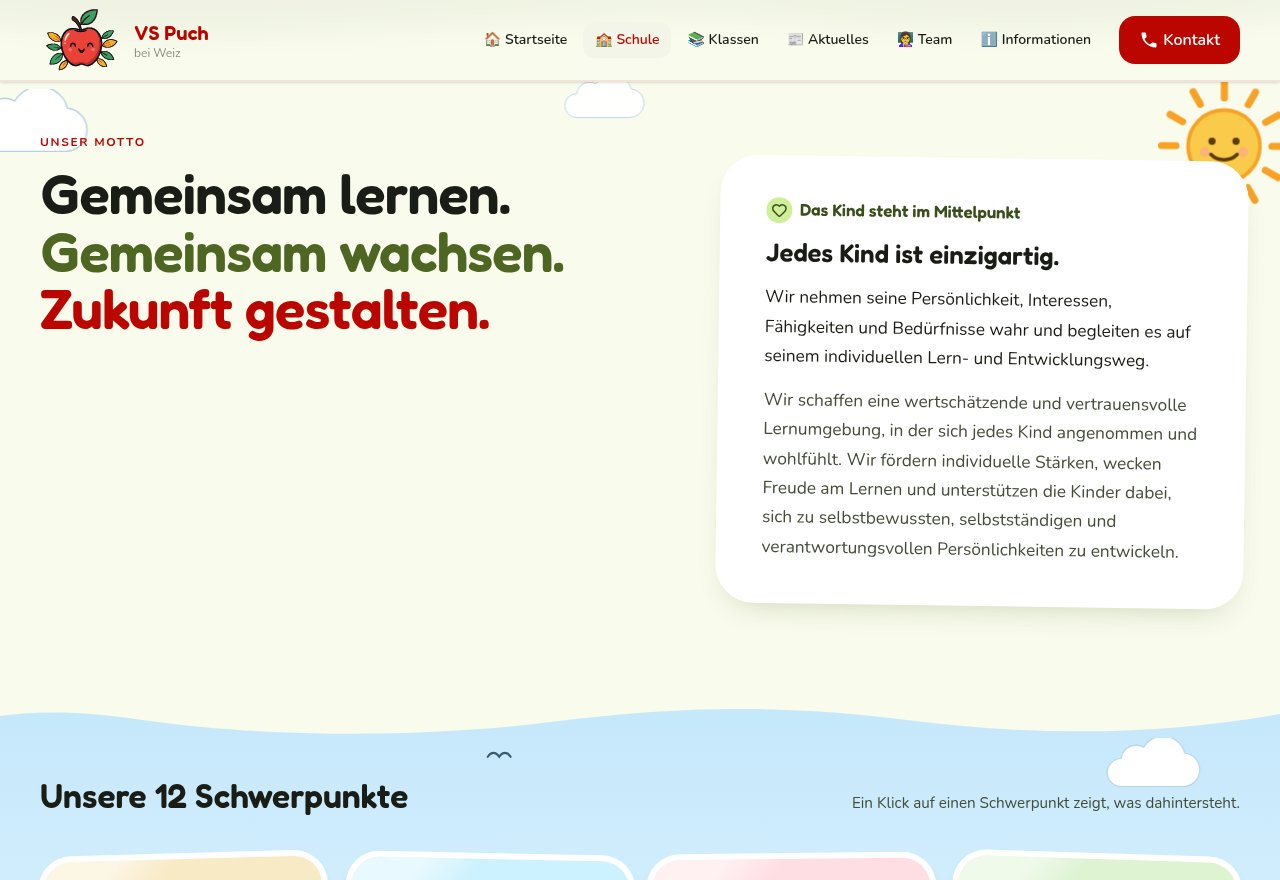 VS Puch
bei Weiz
Startseite
Schule
Klassen
Aktuelles
Team
Informationen
Kontakt
UNSER MOTTO
Gemeinsam lernen.
Gemeinsam wachsen.
Zukunft gestalten.
Das Kind steht im Mittelpunkt
Jedes Kind ist einzigartig.
Wir nehmen seine Persönlichkeit, Interessen,
Fähigkeiten und Bedürfnisse wahr und begleiten es auf
seinem individuellen Lern- und Entwicklungsweg.
Wir schaffen eine wertschätzende und vertrauensvolle
Lernumgebung, in der sich jedes Kind angenommen und
wohlfühlt. Wir fördern individuelle Stärken, wecken
Freude am Lernen und unterstützen die Kinder dabei,
sich zu selbstbewussten, selbstständigen und
verantwortungsvollen Persönlichkeiten zu entwickeln.
Unsere 12 Schwerpunkte
Ein Klick auf einen Schwerpunkt zeigt, was dahintersteht.